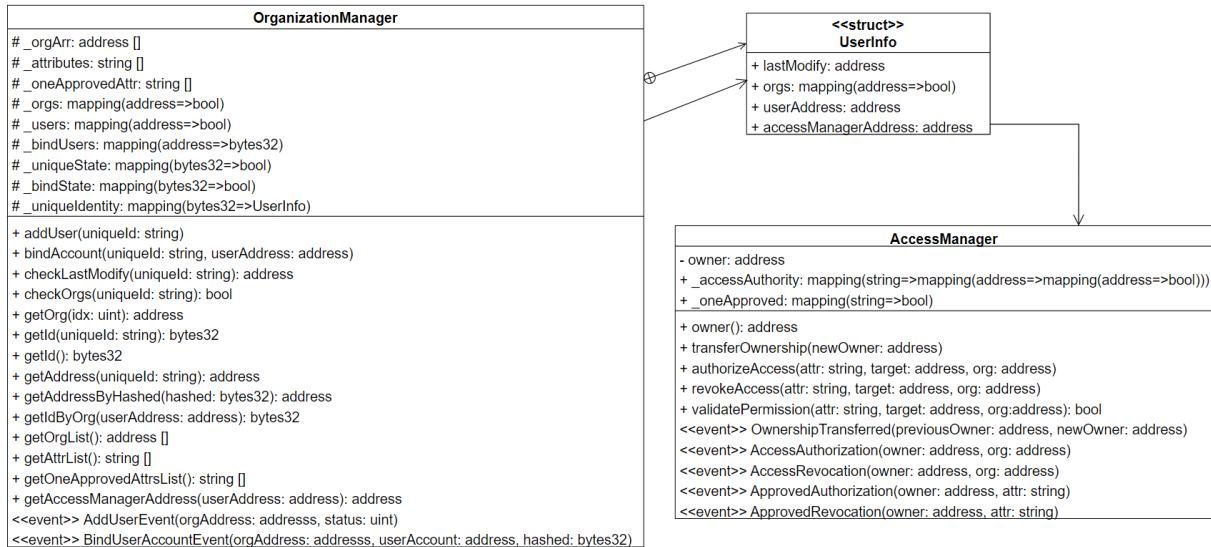 OrganizationManager
# _orgArr: address []
# _attributes: string []
# _oneApprovedAttr: string []
# _orgs: mapping(address=>bool)
# _users: mapping(address=>bool)
# _bindUsers: mapping(address=>bytes32)
# _uniqueState: mapping(bytes32=>bool)
# _bindState: mapping(bytes32=>bool)
# _uniqueIdentity: mapping(bytes32=>UserInfo)
+ addUser(uniqueId: string)
+ bindAccount(uniqueId: string, userAddress: address)
+ checkLastModify(uniqueId: string): address
+ checkOrgs(uniqueId: string): bool
+ getOrg(idx: uint): address
+ getId(uniqueId: string): bytes32
+ getId(): bytes32
+ getAddress(uniqueId: string): address
+ getAddressByHashed(hashed: bytes32): address
+ getIdByOrg(userAddress: address): bytes32
+ getOrgList(): address []
+ getAttrList(): string []
+ getOneApprovedAttrsList(): string []
+ getAccessManagerAddress(userAddress: address): address
<<event>> AddUserEvent(orgAddress: addresss, status: uint)
<<event>> BindUserAccountEvent(orgAddress: addresss, userAccount: address, hashed: bytes32)
<<struct>>
UserInfo
+ lastModify: address
+ orgs: mapping(address=>bool)
+ userAddress: address
+ accessManagerAddress: address
AccessManager
- owner: address
+ _accessAuthority: mapping(string=>mapping(address=>mapping(address=>bool)))
+ _oneApproved: mapping(string=>bool)
+ owner(): address
+ transferOwnership(newOwner: address)
+ authorizeAccess(attr: string, target: address, org: address)
+ revokeAccess(attr: string, target: address, org: address)
+ validatePermission(attr: string, target: address, org:address): bool
<<event>> OwnershipTransferred(previousOwner: address, newOwner: address)
<<event>> AccessAuthorization(owner: address, org: address)
<<event>> AccessRevocation(owner: address, org: address)
<<event>> ApprovedAuthorization(owner: address, attr: string)
<<event>> ApprovedRevocation(owner: address, attr: string)